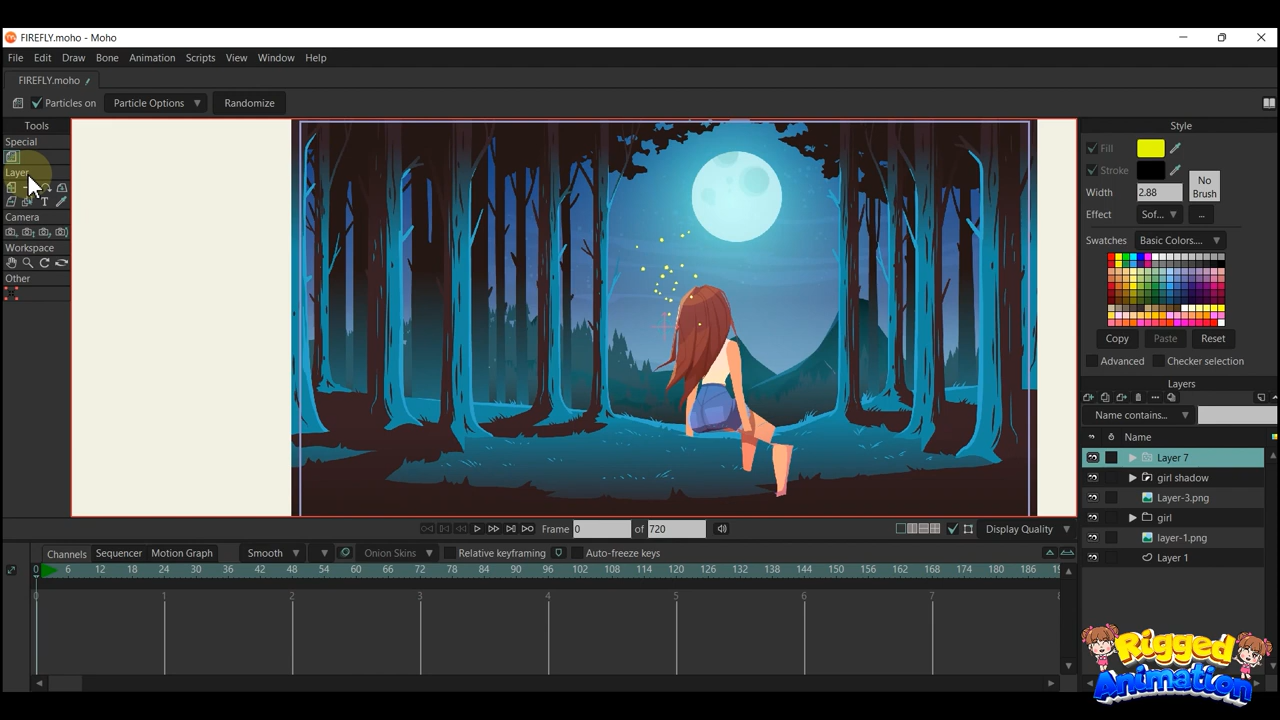 FIREFLY.moho - Moho
File Edit Draw Bone Animation Scripts View Window Help
FIREFLY.moho
Particles on Particle Options Randomize
Tools
Special
Layer
T
Camera
Workspace
Other
Style
Fill
Stroke
Width 2.88 No Brush
Effect Sof... ...
Swatches Basic Colors...
Copy Paste Reset
Advanced Checker selection
Layers
Name contains...
Name
Layer 7
girl shadow
Layer-3.png
girl
layer-1.png
Layer 1
Frame 0 of 720 Display Quality
Channels Sequencer Motion Graph Smooth Onion Skins Relative keyframing Auto-freeze keys
0 6 12 18 24 30 36 42 48 54 60 66 72 78 84 90 96 102 108 114 120 126 132 138 144 150 156 162 168 174 180 186
0 1 2 3 4 5 6 7
Rigged
Animation